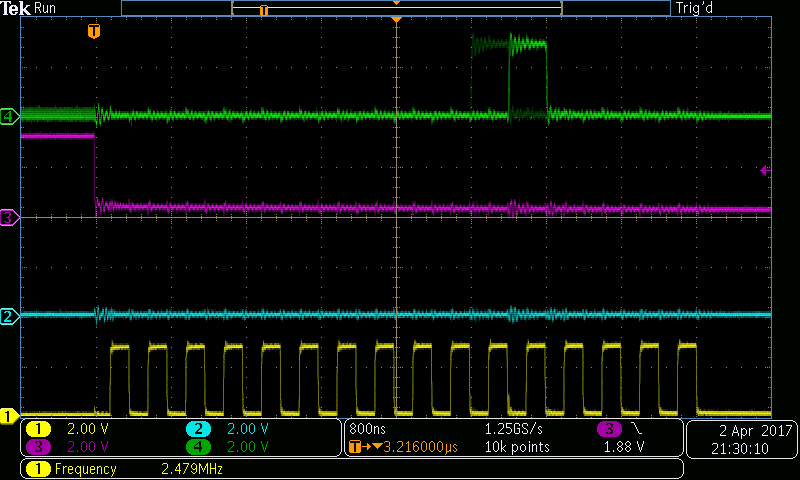 Tek Run Trig'd
T
T
4
3
2
1
1 2.00 V 2 2.00 V 800ns 1.25GS/s 3 2 Apr 2017
3 2.00 V 4 2.00 V T→▼3.216000µs 10k points 1.88 V 21:30:10
1 Frequency 2.479MHz